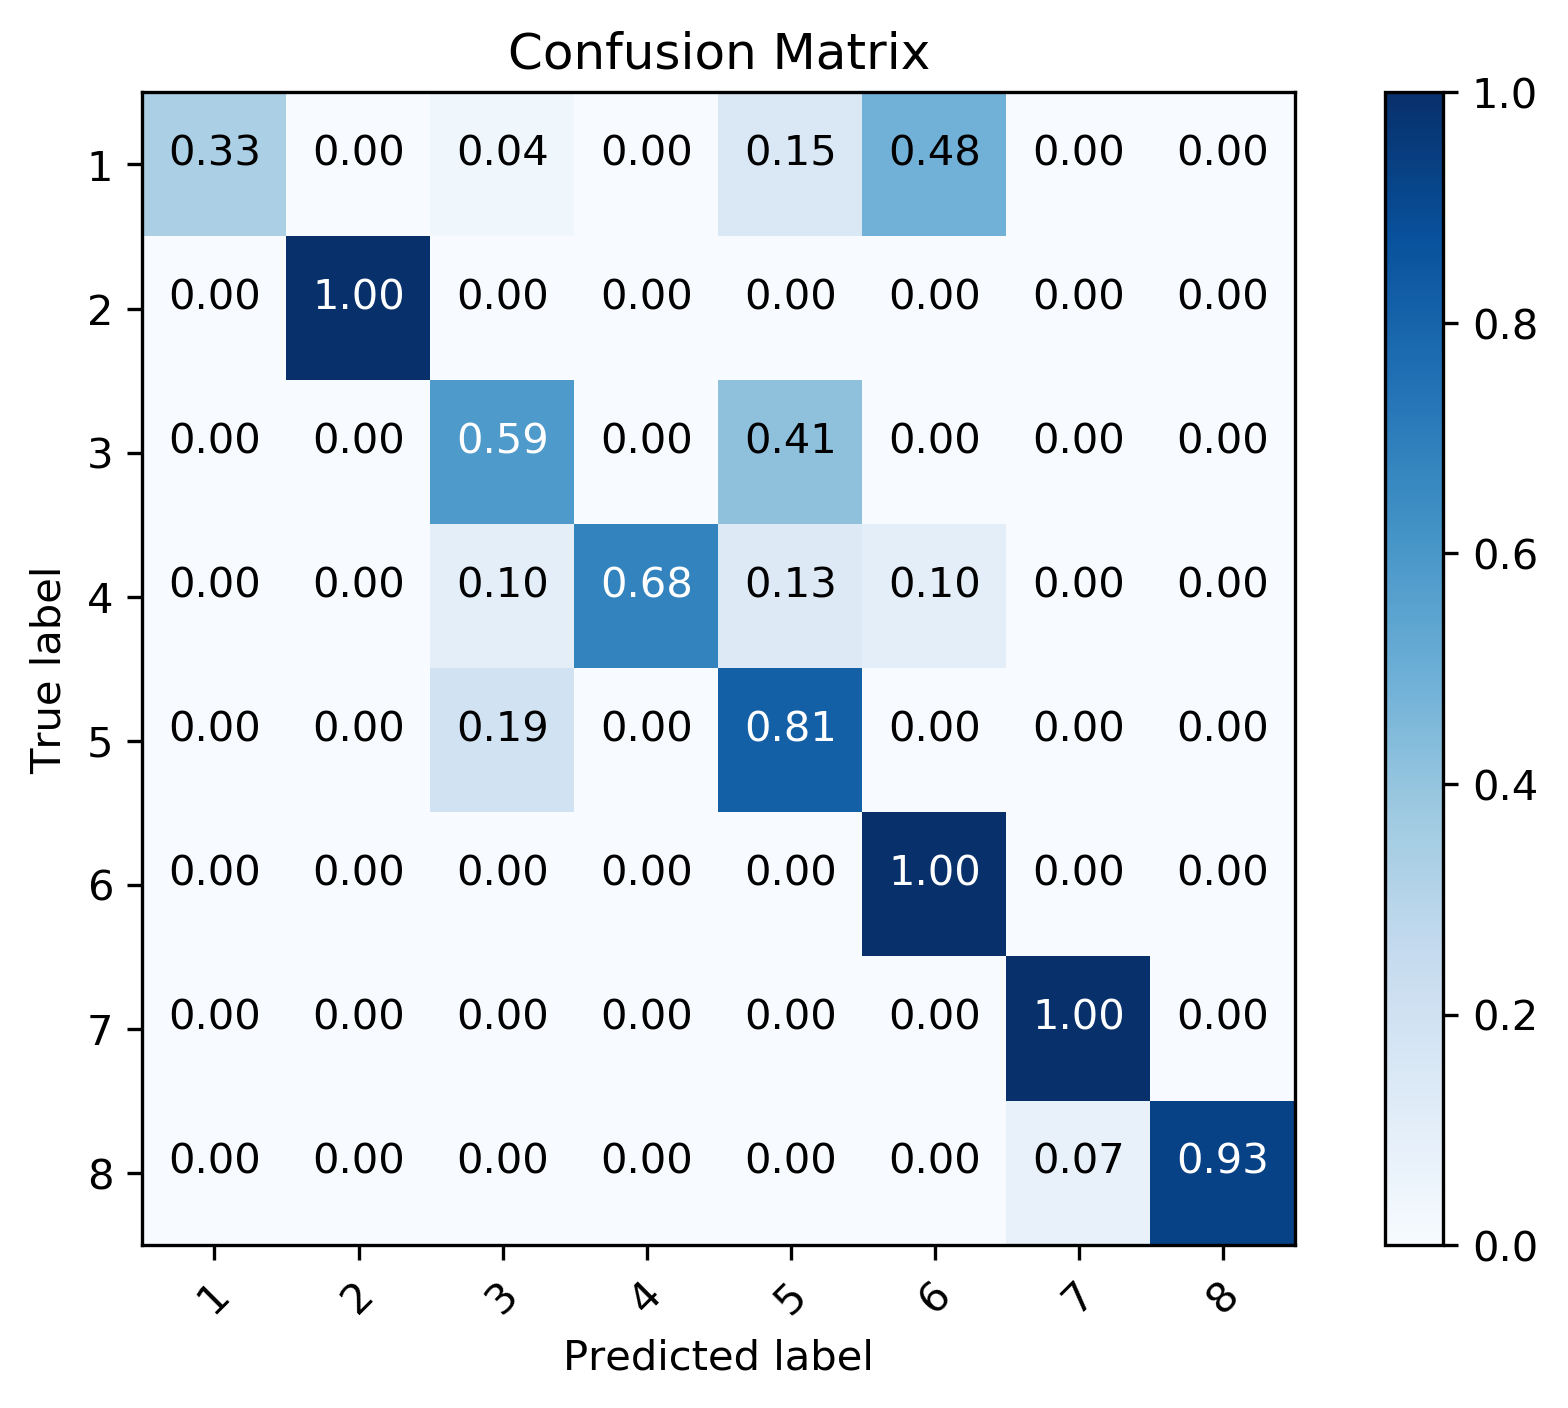 Confusion Matrix
1 0.33 0.00 0.04 0.00 0.15 0.48 0.00 0.00
2 0.00 1.00 0.00 0.00 0.00 0.00 0.00 0.00
3 0.00 0.00 0.59 0.00 0.41 0.00 0.00 0.00
4 0.00 0.00 0.10 0.68 0.13 0.10 0.00 0.00
5 0.00 0.00 0.19 0.00 0.81 0.00 0.00 0.00
6 0.00 0.00 0.00 0.00 0.00 1.00 0.00 0.00
7 0.00 0.00 0.00 0.00 0.00 0.00 1.00 0.00
8 0.00 0.00 0.00 0.00 0.00 0.00 0.07 0.93
1 2 3 4 5 6 7 8
Predicted label
True label
1.0
0.8
0.6
0.4
0.2
0.0